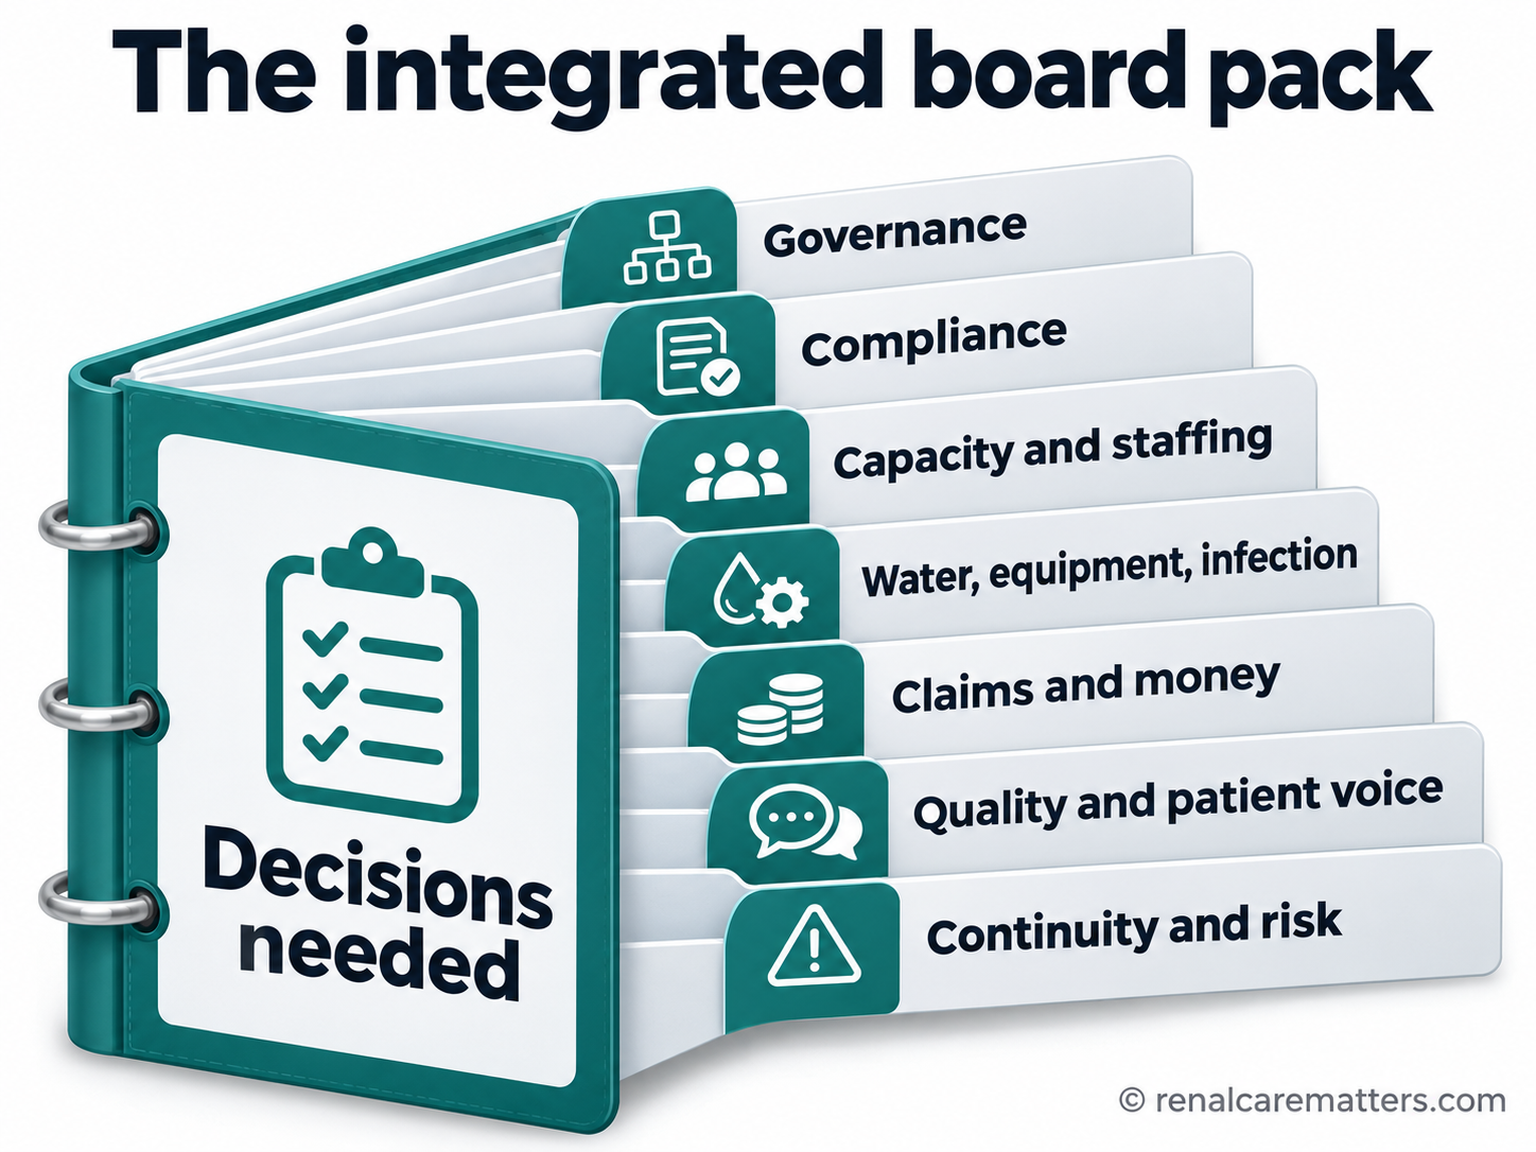 The integrated board pack
Governance
Compliance
Capacity and staffing
Water, equipment, infection
Claims and money
Quality and patient voice
Continuity and risk
Decisions
needed
© renalcarematters.com